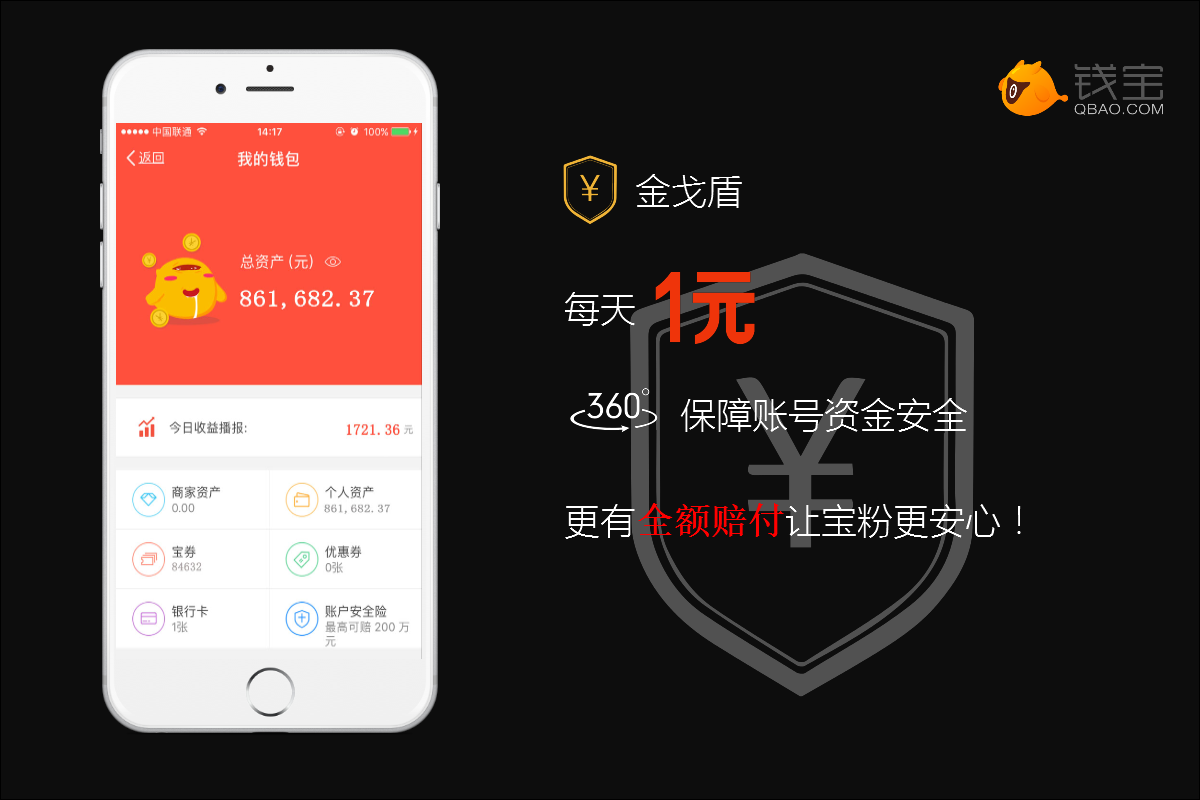 中国联通
14:17
100%
返回
我的钱包
总资产 (元)
861,682.37
今日收益播报:
1721.36 元
商家资产
0.00
个人资产
861,682.37
宝券
84632
优惠券
0张
银行卡
1张
账户安全险
最高可赔 200 万
元
钱宝
QBAO.COM
¥
金戈盾
每天 1元
360° 保障账号资金安全
¥
更有全额赔付让宝粉更安心！